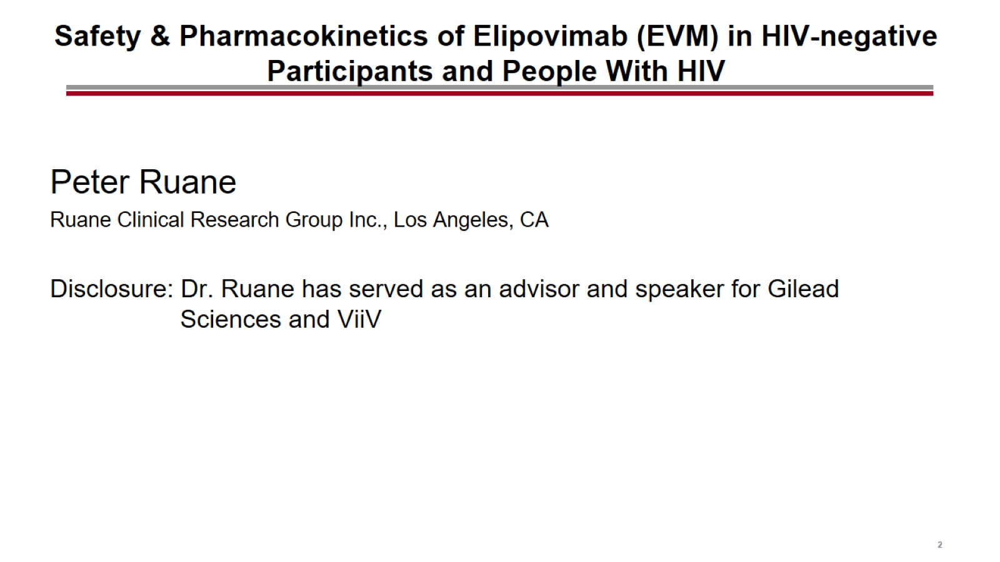 Safety & Pharmacokinetics of Elipovimab (EVM) in HIV-negative
Participants and People With HIV
Peter Ruane
Ruane Clinical Research Group Inc., Los Angeles, CA
Disclosure: Dr. Ruane has served as an advisor and speaker for Gilead
Sciences and ViiV
2